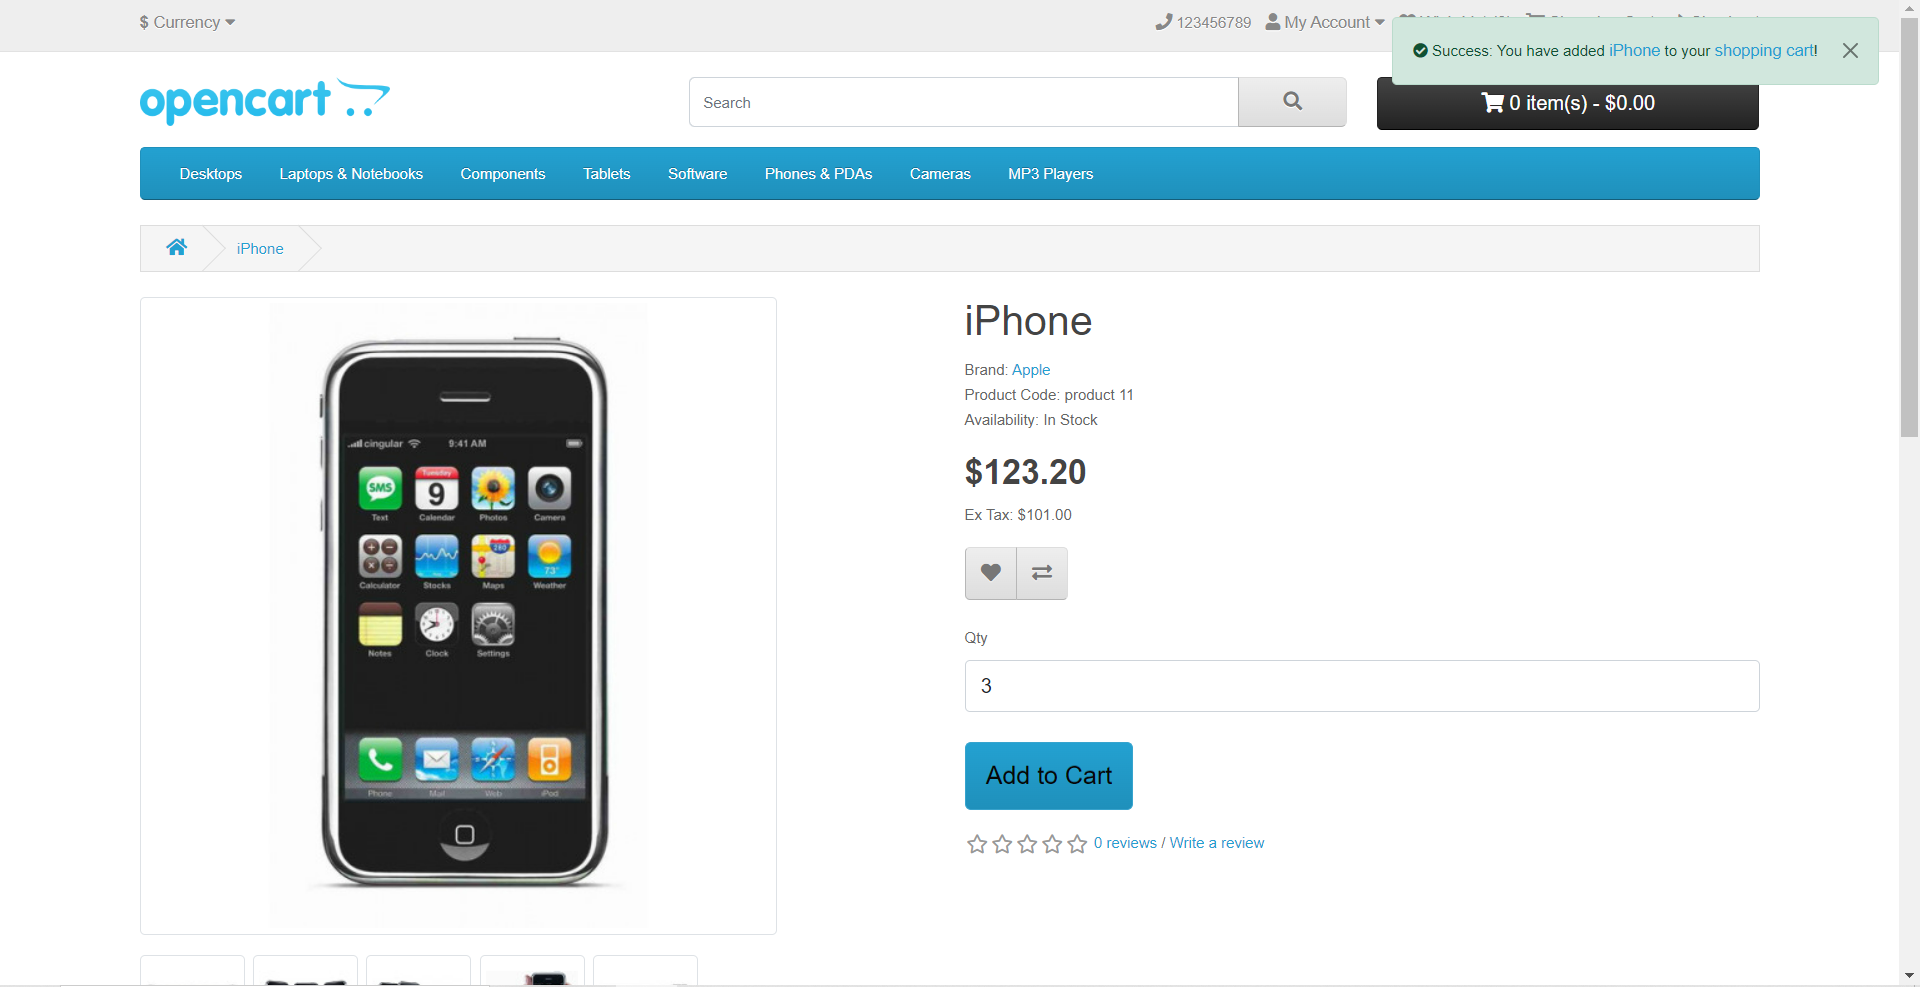 $ Currency
123456789 My Account
Success: You have added iPhone to your shopping cart!
opencart
Search
0 item(s) - $0.00
Desktops Laptops & Notebooks Components Tablets Software Phones & PDAs Cameras MP3 Players
iPhone
iPhone
Brand: Apple
Product Code: product 11
Availability: In Stock
$123.20
Ex Tax: $101.00
Qty
3
Add to Cart
0 reviews / Write a review
cingular 9:41 AM
SMS Tuesday 9
Text Calendar Photos Camera
280 73°
Calculator Stocks Maps Weather
Notes Clock Settings
Phone Mail Web iPod